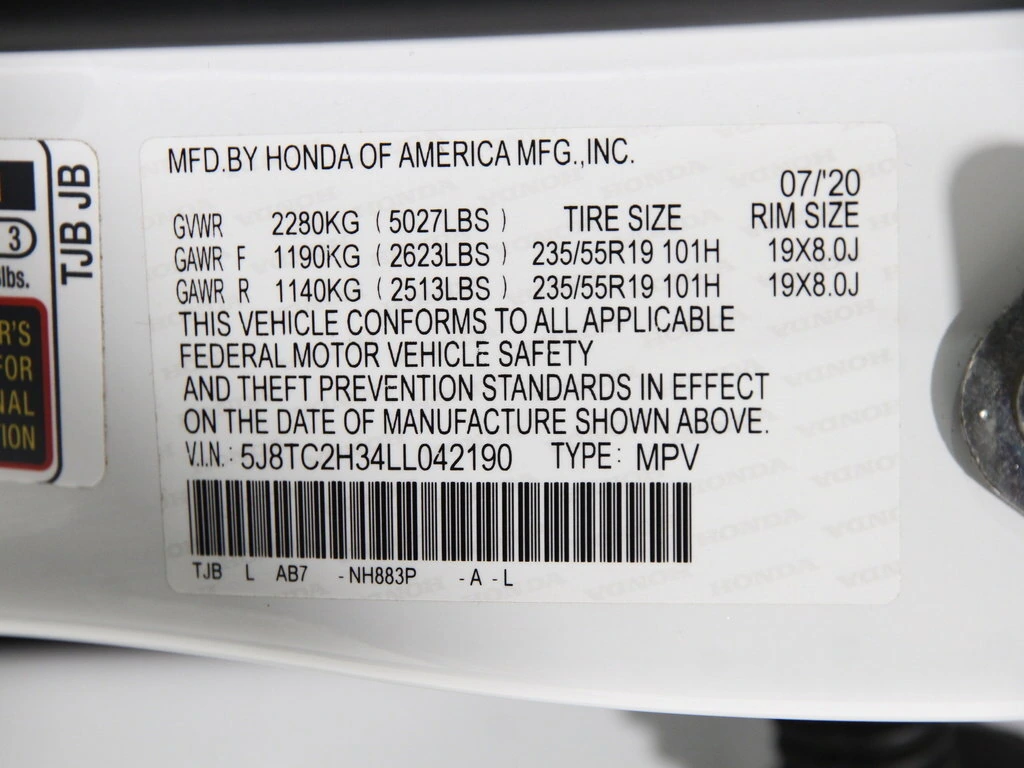 MFD.BY HONDA OF AMERICA MFG.,INC.
07/'20
GVWR 2280KG (5027LBS) TIRE SIZE RIM SIZE
GAWR F 1190KG (2623LBS) 235/55R19 101H 19X8.0J
GAWR R 1140KG (2513LBS) 235/55R19 101H 19X8.0J
THIS VEHICLE CONFORMS TO ALL APPLICABLE
FEDERAL MOTOR VEHICLE SAFETY
AND THEFT PREVENTION STANDARDS IN EFFECT
ON THE DATE OF MANUFACTURE SHOWN ABOVE.
V.I.N.: 5J8TC2H34LL042190 TYPE: MPV
TJB L AB7 -NH883P -A -L
TJB JB
3
lbs.
FOR